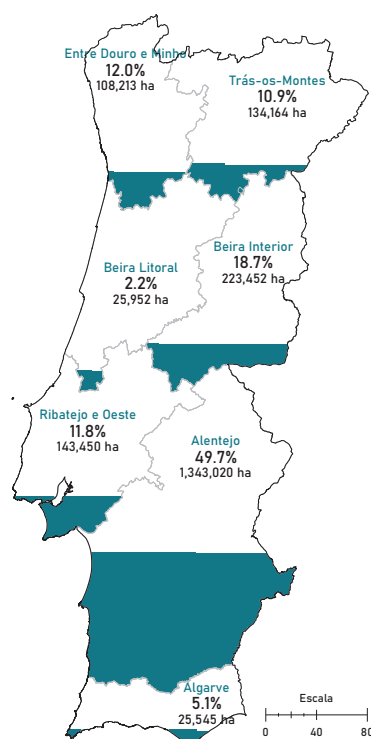 Entre Douro e Minho
12.0%
108,213 ha
Trás-os-Montes
10.9%
134,164 ha
Beira Interior
18.7%
223,452 ha
Beira Litoral
2.2%
25,952 ha
Ribatejo e Oeste
11.8%
143,450 ha
Alentejo
49.7%
1,343,020 ha
Algarve
5.1%
25,545 ha
Escala
0 40 80